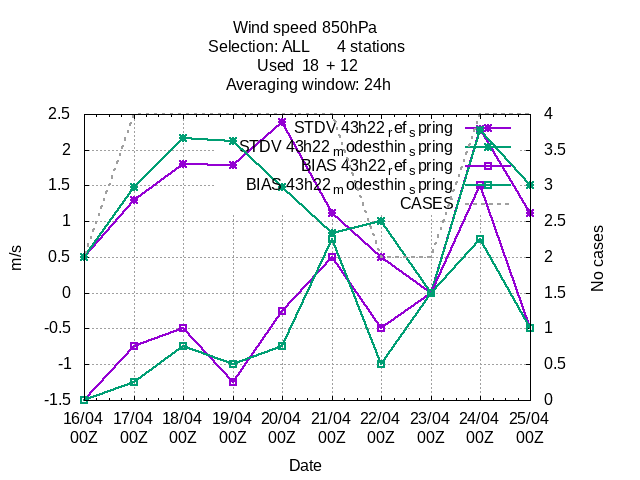 Wind speed 850hPa
Selection: ALL 4 stations
Used 18 + 12
Averaging window: 24h
STDV 43h22_ref_spring
STDV 43h22_modesthin_spring
BIAS 43h22_ref_spring
BIAS 43h22_modesthin_spring
CASES
2.5
2
1.5
1
0.5
0
-0.5
-1
-1.5
m/s
4
3.5
3
2.5
2
1.5
1
0.5
0
No cases
16/04 17/04 18/04 19/04 20/04 21/04 22/04 23/04 24/04 25/04
00Z 00Z 00Z 00Z 00Z 00Z 00Z 00Z 00Z 00Z
Date